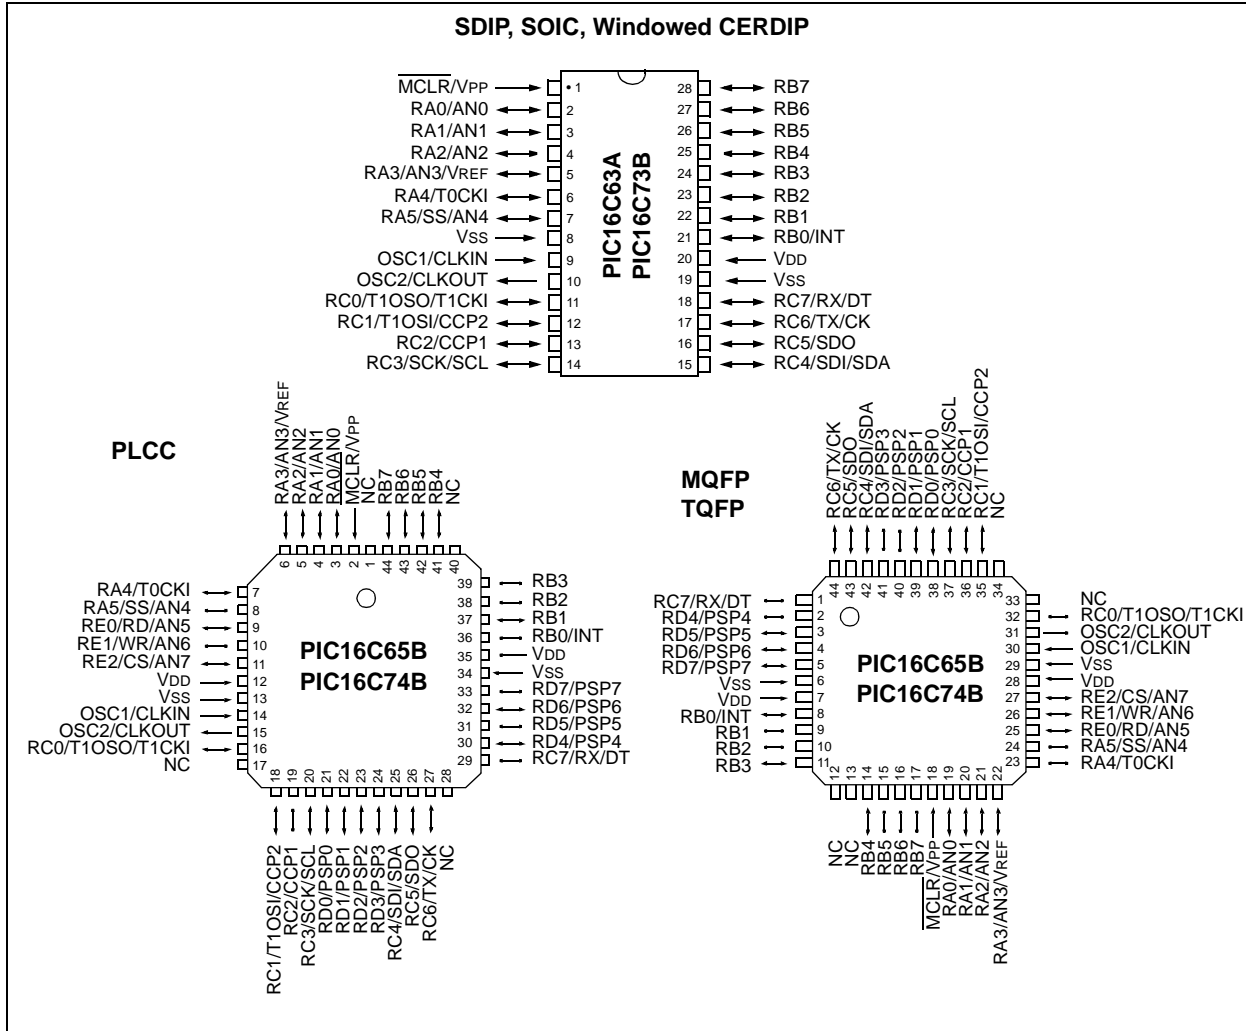 SDIP, SOIC, Windowed CERDIP
MCLR/VPP 1 28 RB7
RA0/AN0 2 27 RB6
RA1/AN1 3 26 RB5
RA2/AN2 4 25 RB4
RA3/AN3/VREF 5 24 RB3
RA4/T0CKI 6 23 RB2
RA5/SS/AN4 7 22 RB1
VSS 8 21 RB0/INT
OSC1/CLKIN 9 20 VDD
OSC2/CLKOUT 10 19 VSS
RC0/T1OSO/T1CKI 11 18 RC7/RX/DT
RC1/T1OSI/CCP2 12 17 RC6/TX/CK
RC2/CCP1 13 16 RC5/SDO
RC3/SCK/SCL 14 15 RC4/SDI/SDA
PIC16C63A
PIC16C73B
PLCC
RA3/AN3/VREF
RA2/AN2
RA1/AN1
RA0/AN0
MCLR/VPP
NC
RB7
RB6
RB5
RB4
NC
6 5 4 3 2 1 44 43 42 41 40
RA4/T0CKI 7 39 RB3
RA5/SS/AN4 8 38 RB2
RE0/RD/AN5 9 37 RB1
RE1/WR/AN6 10 36 RB0/INT
RE2/CS/AN7 11 35 VDD
VDD 12 34 VSS
VSS 13 33 RD7/PSP7
OSC1/CLKIN 14 32 RD6/PSP6
OSC2/CLKOUT 15 31 RD5/PSP5
RC0/T1OSO/T1CKI 16 30 RD4/PSP4
NC 17 29 RC7/RX/DT
PIC16C65B
PIC16C74B
18 19 20 21 22 23 24 25 26 27 28
RC1/T1OSI/CCP2
RC2/CCP1
RC3/SCK/SCL
RD0/PSP0
RD1/PSP1
RD2/PSP2
RD3/PSP3
RC4/SDI/SDA
RC5/SDO
RC6/TX/CK
NC
MQFP
TQFP
RC6/TX/CK
RC5/SDO
RC4/SDI/SDA
RD3/PSP3
RD2/PSP2
RD1/PSP1
RD0/PSP0
RC3/SCK/SCL
RC2/CCP1
RC1/T1OSI/CCP2
NC
44 43 42 41 40 39 38 37 36 35 34
RC7/RX/DT 1 33 NC
RD4/PSP4 2 32 RC0/T1OSO/T1CKI
RD5/PSP5 3 31 OSC2/CLKOUT
RD6/PSP6 4 30 OSC1/CLKIN
RD7/PSP7 5 29 VSS
VSS 6 28 VDD
VDD 7 27 RE2/CS/AN7
RB0/INT 8 26 RE1/WR/AN6
RB1 9 25 RE0/RD/AN5
RB2 10 24 RA5/SS/AN4
RB3 11 23 RA4/T0CKI
PIC16C65B
PIC16C74B
12 13 14 15 16 17 18 19 20 21 22
NC
NC
RB4
RB5
RB6
RB7
MCLR/VPP
RA0/AN0
RA1/AN1
RA2/AN2
RA3/AN3/VREF